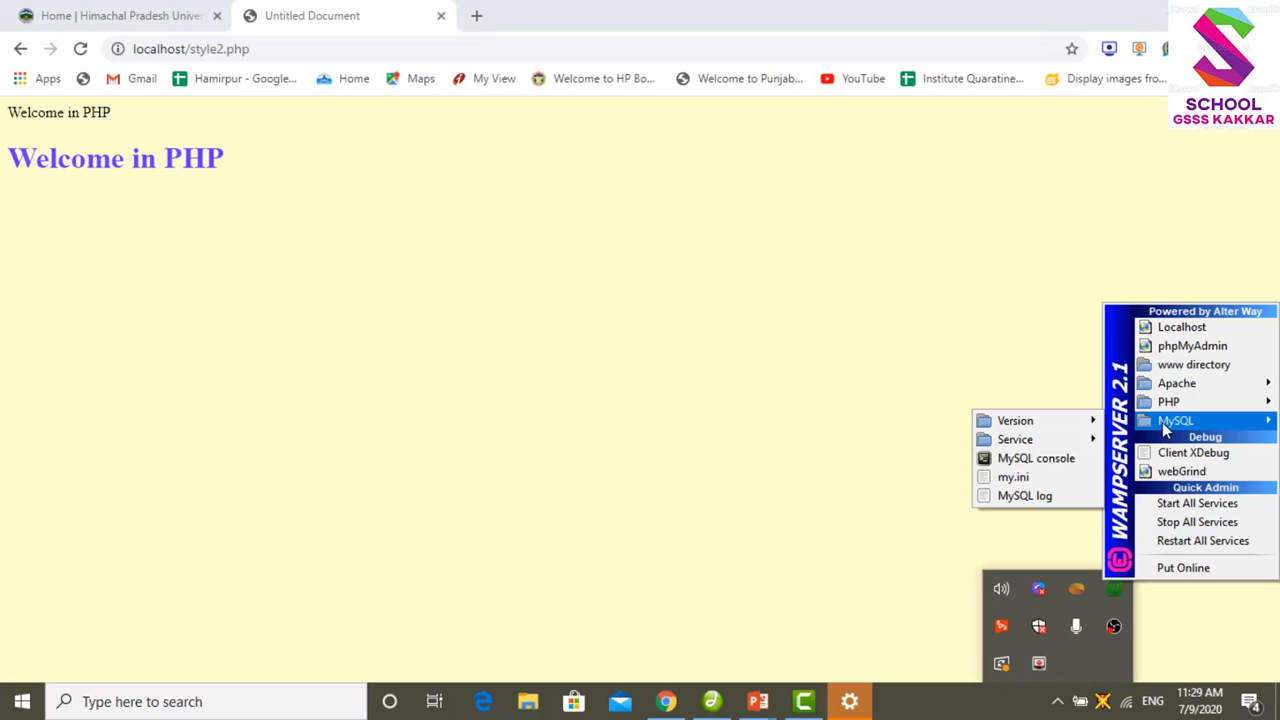 Home | Himachal Pradesh Univer
Untitled Document
localhost/style2.php
Apps
Gmail
Hamirpur - Google...
Home
Maps
My View
Welcome to HP Bo...
Welcome to Punjab...
YouTube
Institute Quaratine...
Display images from...
SCHOOL
GSSS KAKKAR
Welcome in PHP
Welcome in PHP
WAMPSERVER 2.1
Powered by Alter Way
Localhost
phpMyAdmin
www directory
Apache
PHP
MySQL
Debug
Client XDebug
webGrind
Quick Admin
Start All Services
Stop All Services
Restart All Services
Put Online
Version
Service
MySQL console
my.ini
MySQL log
Type here to search
ENG
11:29 AM
7/9/2020
4